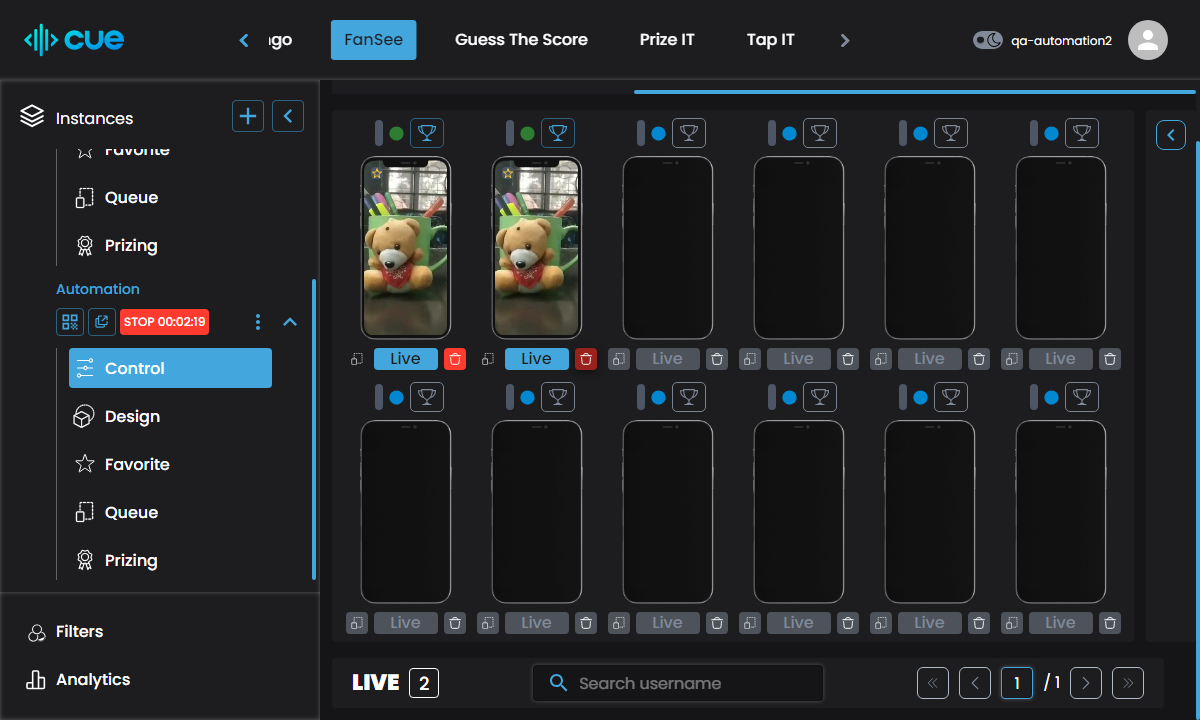 cue
ngo
FanSee
Guess The Score
Prize IT
Tap IT
qa-automation2
Instances
Favorite
Queue
Prizing
Automation
STOP 00:02:19
Control
Design
Favorite
Queue
Prizing
Filters
Analytics
Live Live Live Live Live Live
Live Live Live Live Live Live
LIVE 2
Search username
1 / 1